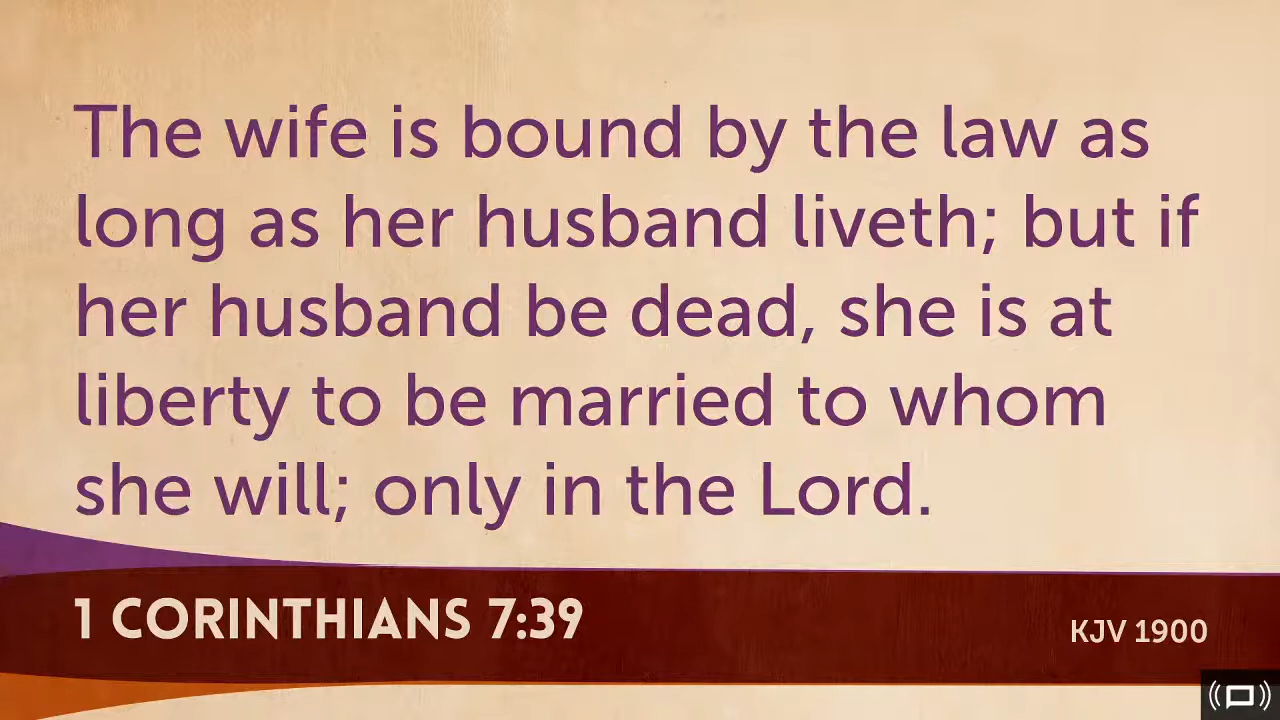 The wife is bound by the law as
long as her husband liveth; but if
her husband be dead, she is at
liberty to be married to whom
she will; only in the Lord.
1 CORINTHIANS 7:39
KJV 1900